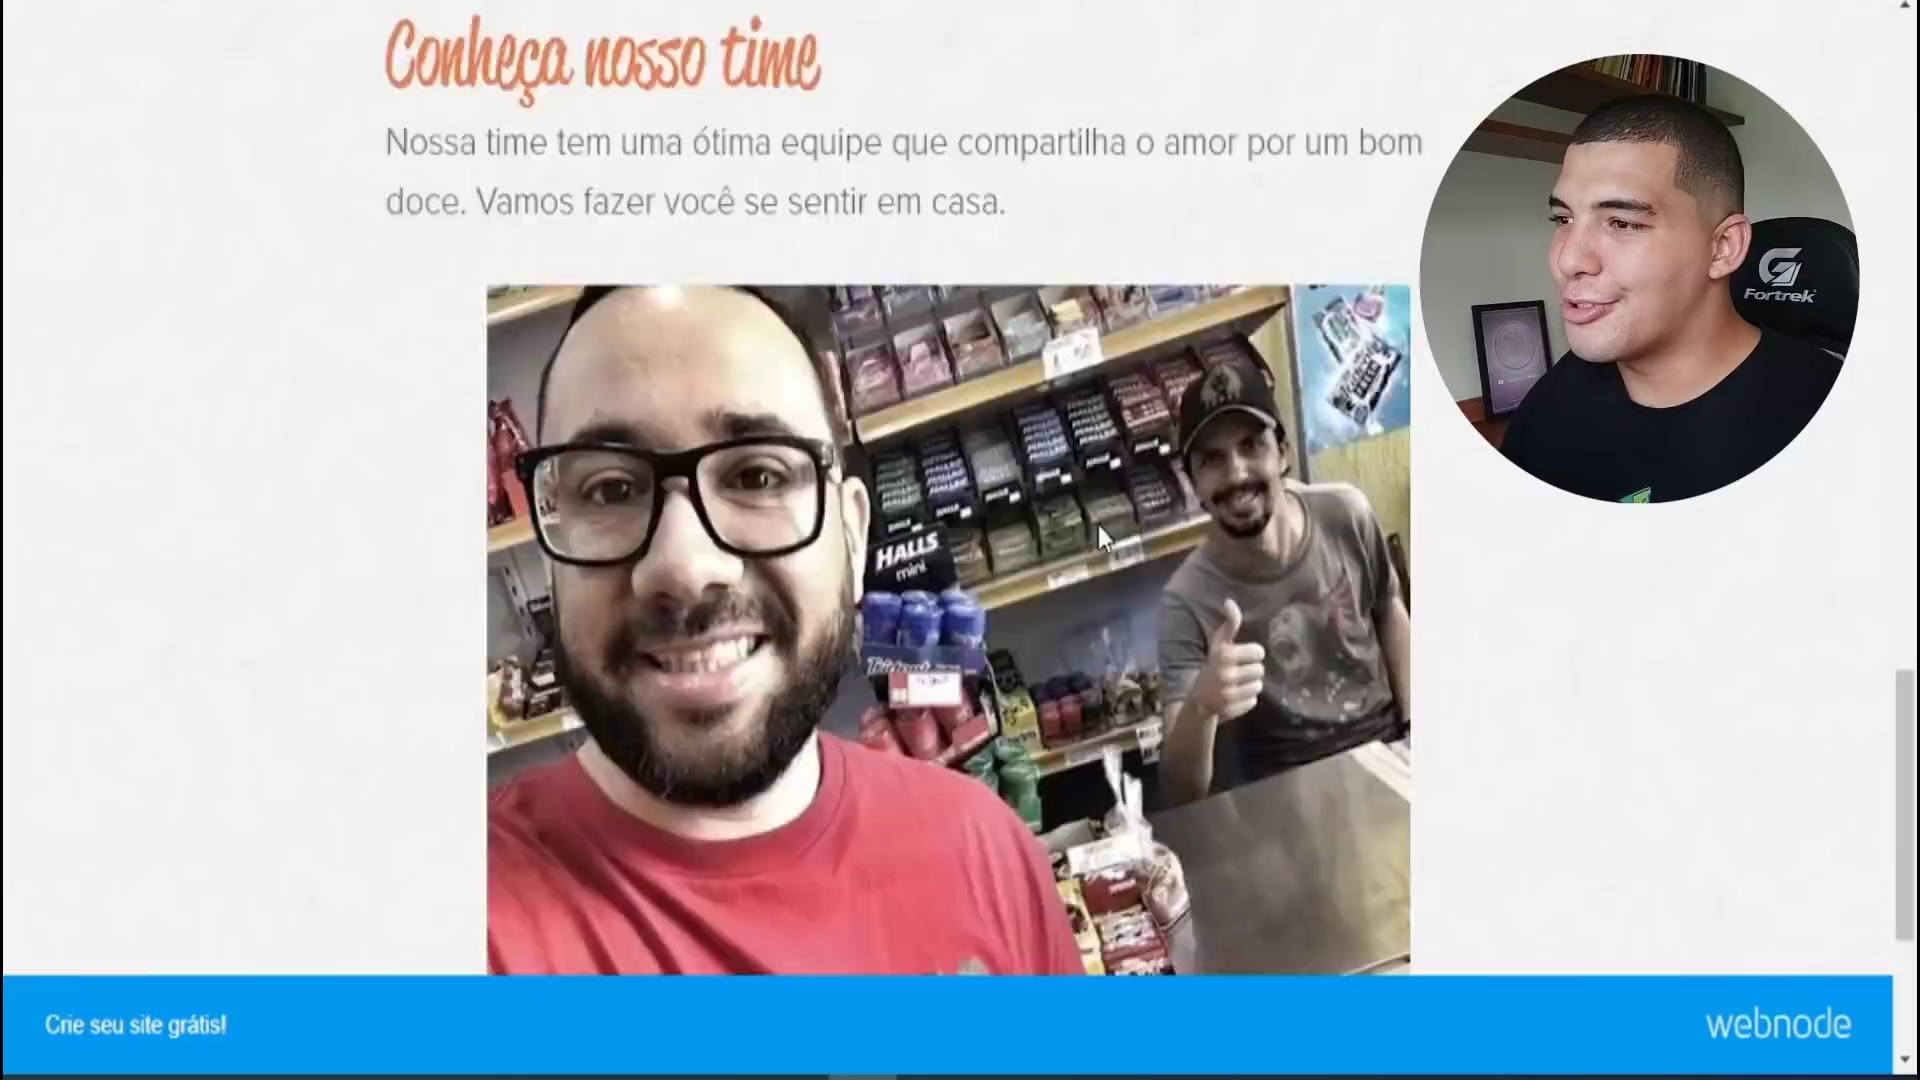 Conheça nosso time
Nossa time tem uma ótima equipe que compartilha o amor por um bom
doce. Vamos fazer você se sentir em casa.
Fortrek
HALLS
mini
Trident
Crie seu site grátis!
webnode